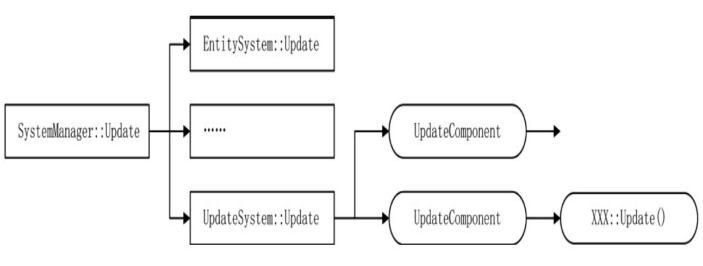 EntitySystem::Update
SystemManager::Update
······
UpdateComponent
UpdateSystem::Update
UpdateComponent
XXX::Update()